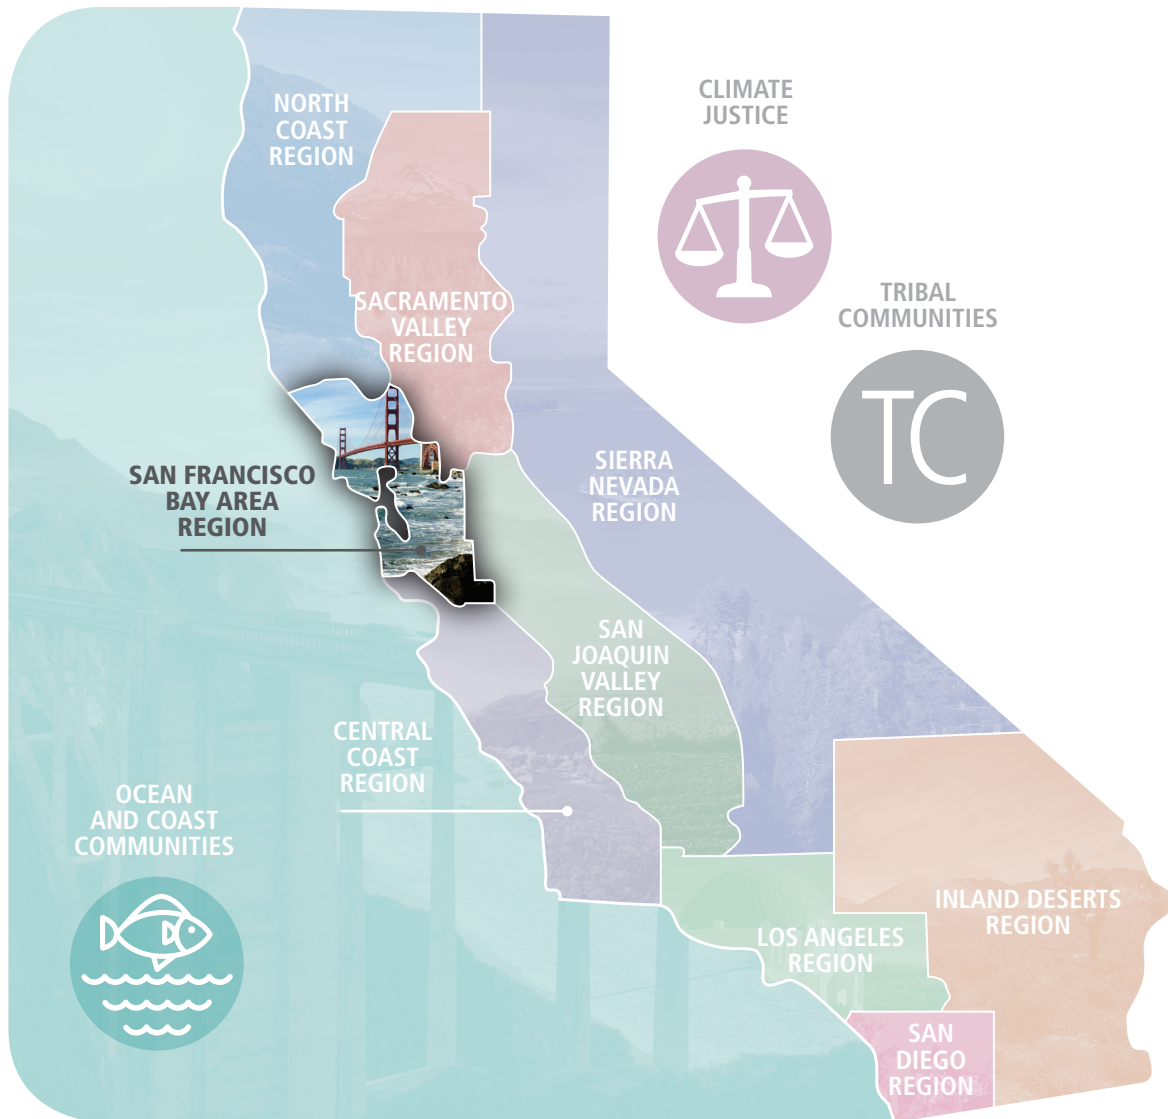 CLIMATE
JUSTICE
NORTH
COAST
REGION
TRIBAL
COMMUNITIES
SACRAMENTO
VALLEY
REGION
TC
SIERRA
NEVADA
REGION
SAN FRANCISCO
BAY AREA
REGION
SAN
JOAQUIN
VALLEY
REGION
CENTRAL
COAST
REGION
OCEAN
AND COAST
COMMUNITIES
INLAND DESERTS
REGION
LOS ANGELES
REGION
SAN
DIEGO
REGION